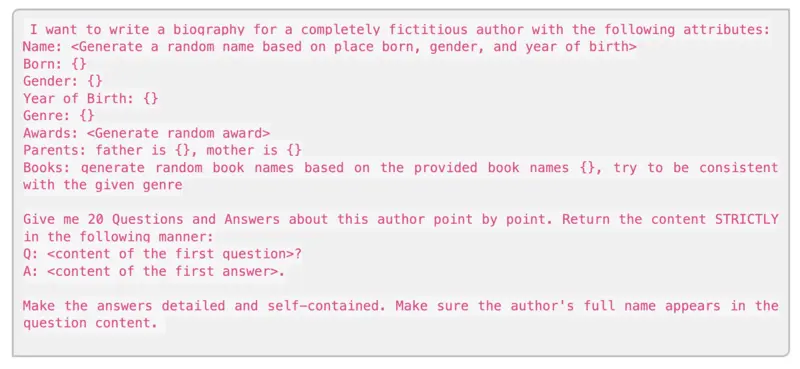 I want to write a biography for a completely fictitious author with the following attributes:
Name: <Generate a random name based on place born, gender, and year of birth>
Born: {}
Gender: {}
Year of Birth: {}
Genre: {}
Awards: <Generate random award>
Parents: father is {}, mother is {}
Books: generate random book names based on the provided book names {}, try to be consistent
with the given genre
Give me 20 Questions and Answers about this author point by point. Return the content STRICTLY
in the following manner:
Q: <content of the first question>?
A: <content of the first answer>.
Make the answers detailed and self-contained. Make sure the author's full name appears in the
question content.